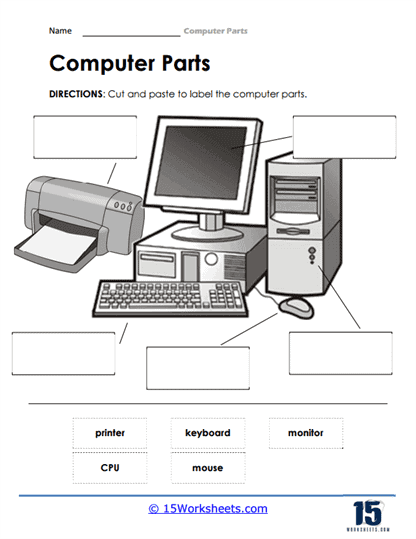 Name
Computer Parts
Computer Parts
DIRECTIONS: Cut and paste to label the computer parts.
printer
keyboard
monitor
CPU
mouse
© 15Worksheets.com
15
WORKSHEETS.COM